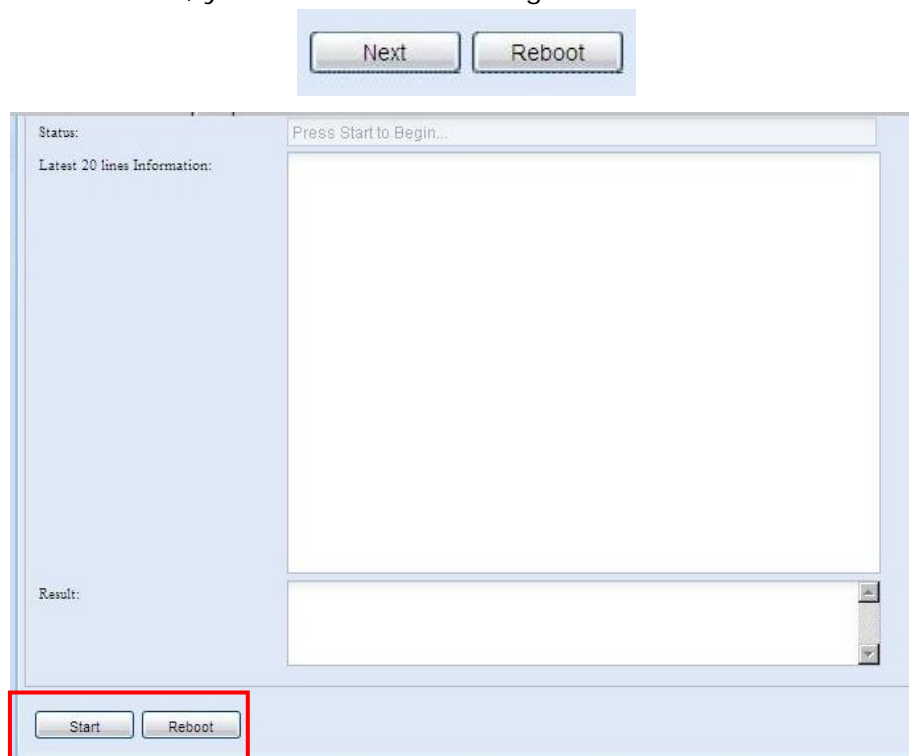 Next Reboot
Status: Press Start to Begin...
Latest 20 lines Information:
Result:
Start Reboot